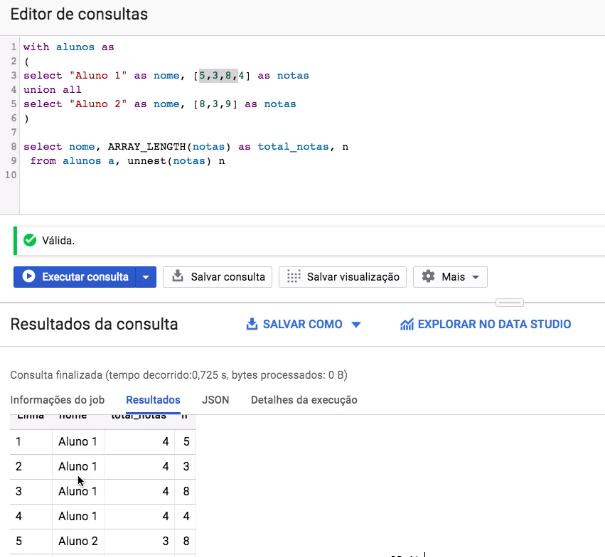 Editor de consultas
1 with alunos as
2 (
3 select "Aluno 1" as nome, [5,3,8,4] as notas
4 union all
5 select "Aluno 2" as nome, [8,3,9] as notas
6 )
7
8 select nome, ARRAY_LENGTH(notas) as total_notas, n
9 from alunos a, unnest(notas) n
10
Válida.
Executar consulta Salvar consulta Salvar visualização Mais
Resultados da consulta SALVAR COMO EXPLORAR NO DATA STUDIO
Consulta finalizada (tempo decorrido:0,725 s, bytes processados: 0 B)
Informações do job Resultados JSON Detalhes da execução
Linha nome total_notas n
1 Aluno 1 4 5
2 Aluno 1 4 3
3 Aluno 1 4 8
4 Aluno 1 4 4
5 Aluno 2 3 8